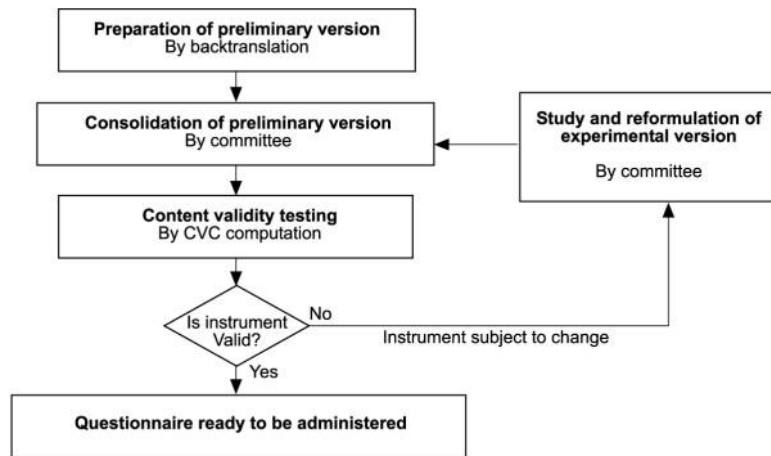 Preparation of preliminary version
By backtranslation
Consolidation of preliminary version
By committee
Study and reformulation of
experimental version
By committee
Content validity testing
By CVC computation
Is instrument
Valid?
No
Instrument subject to change
Yes
Questionnaire ready to be administered